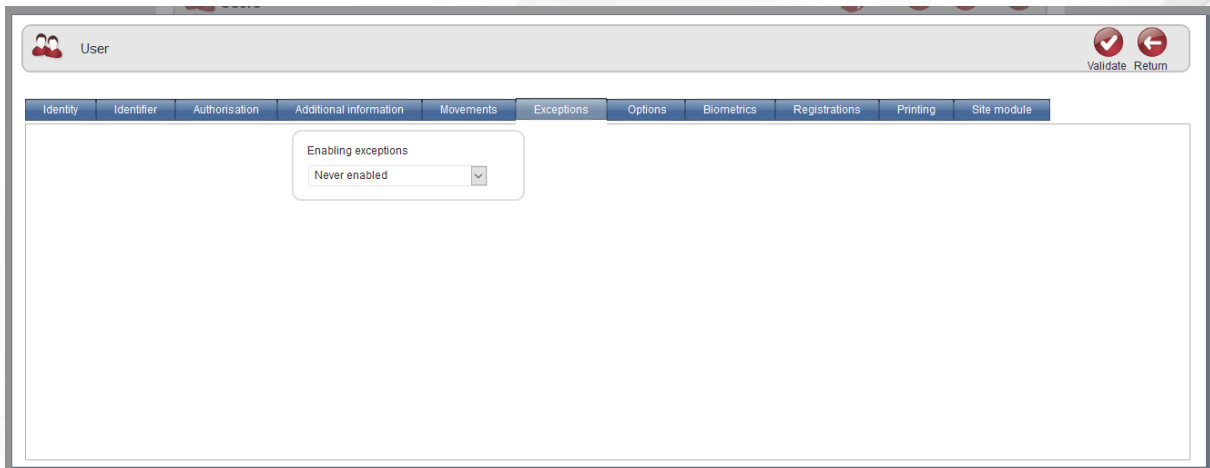 User
Validate Return
Identity Identifier Authorisation Additional information Movements Exceptions Options Biometrics Registrations Printing Site module
Enabling exceptions
Never enabled